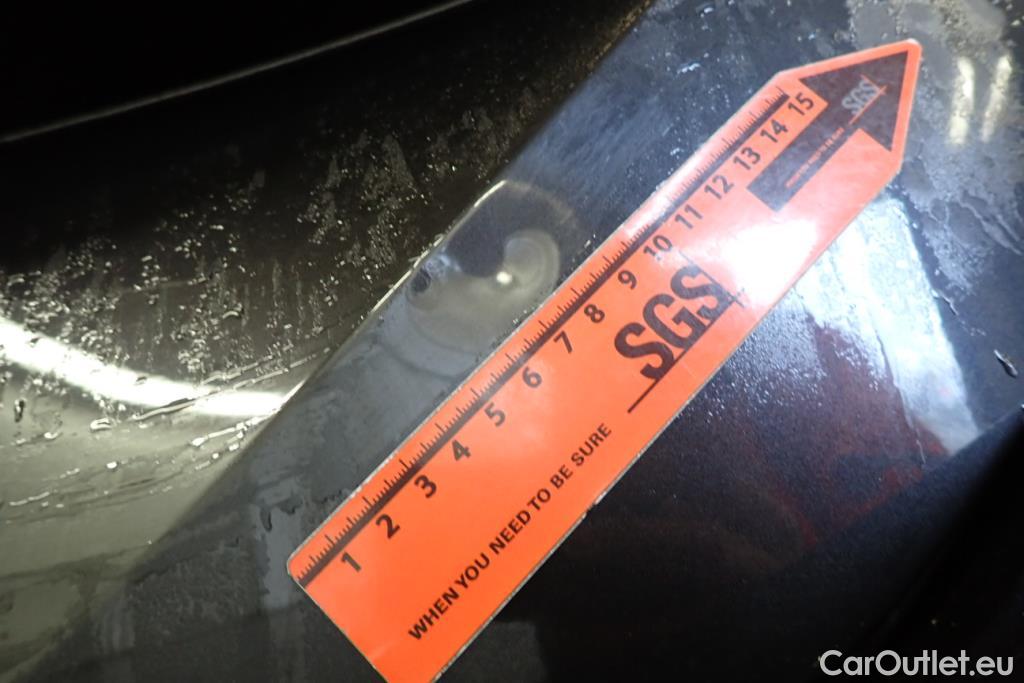 1 2 3 4 5 6 7 8 9 10 11 12 13 14 15
SGS
WHEN YOU NEED TO BE SURE
SGS
CarOutlet.eu